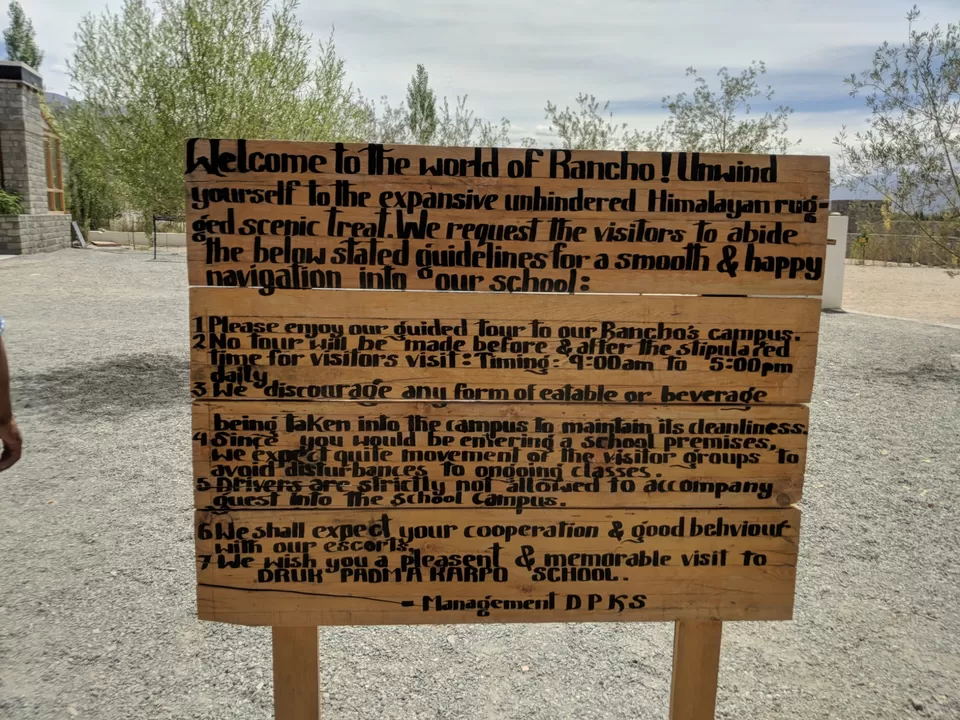 Welcome to the world of Rancho! Unwind
yourself to the expansive unhindered Himalayan rug-
ged scenic treat. We request the visitors to abide
the below stated guidelines for a smooth & happy
navigation into our school:
1 Please enjoy our guided tour to our Rancho's campus.
2 No tour will be made before & after the stipulated
time for visitors visit: Timing - 9:00am to 5:00pm
daily
3 We discourage any form of eatable or beverage
being taken into the campus to maintain its cleanliness.
4 Since you would be entering a school premises,
we expect quite movement of the visitor groups to
avoid disturbances to ongoing classes.
5 Drivers are strictly not allowed to accompany
guest into the school campus.
6 We shall expect your cooperation & good behviour
with our escorts.
7 We wish you a pleasent & memorable visit to
DRUK PADMA KARPO SCHOOL.
- Management D P K S